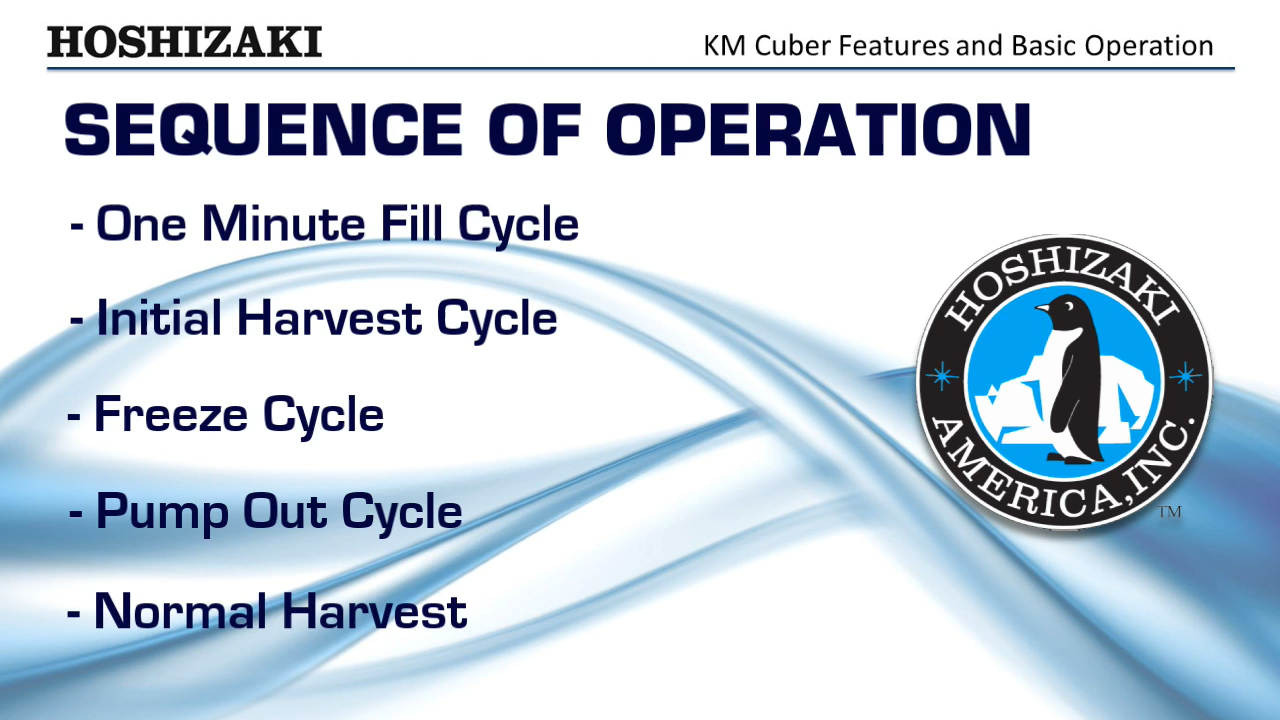 HOSHIZAKI
KM Cuber Features and Basic Operation
SEQUENCE OF OPERATION
- One Minute Fill Cycle
- Initial Harvest Cycle
- Freeze Cycle
- Pump Out Cycle
- Normal Harvest
HOSHIZAKI
AMERICA, INC.
TM